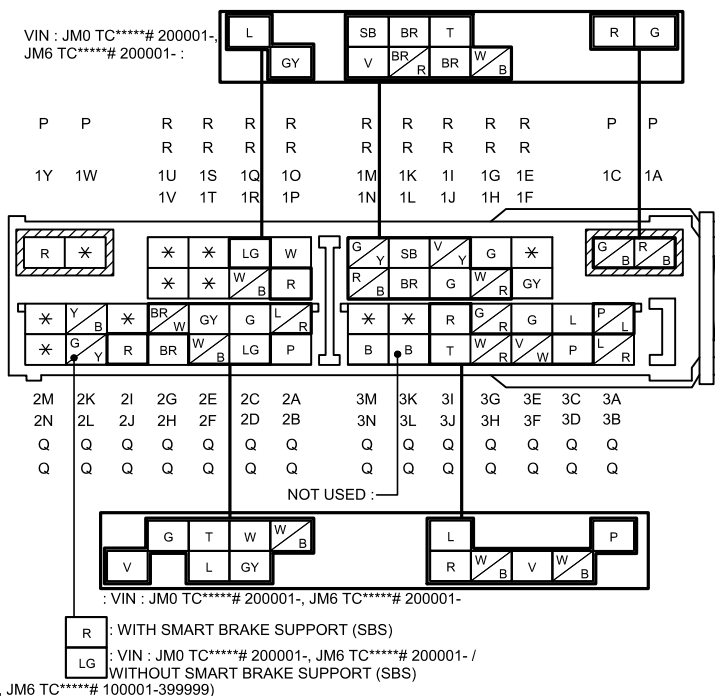 VIN : JM0 TC*****# 200001-,
JM6 TC*****# 200001- :
L SB BR T R G
GY V BR/R BR W/B
P P R R R R R R R R R P P
R R R R R R R R R
1Y 1W 1U 1S 1Q 1O 1M 1K 1I 1G 1E 1C 1A
1V 1T 1R 1P 1N 1L 1J 1H 1F
R * * * LG W G/Y SB V/Y G * G/B R/B
* * W/B R R/B BR G W/R GY
* Y/B * BR/W GY G L/R * * R G/R G L P/L
* G/Y R BR W/B LG P B B T W/R V/W P L/R
2M 2K 2I 2G 2E 2C 2A 3M 3K 3I 3G 3E 3C 3A
2N 2L 2J 2H 2F 2D 2B 3N 3L 3J 3H 3F 3D 3B
Q Q Q Q Q Q Q Q Q Q Q Q Q Q
Q Q Q Q Q Q Q Q Q Q Q Q Q Q
NOT USED :
G T W W/B L P
V L GY R W/B V W/B
: VIN : JM0 TC*****# 200001-, JM6 TC*****# 200001-
R : WITH SMART BRAKE SUPPORT (SBS)
LG : VIN : JM0 TC*****# 200001-, JM6 TC*****# 200001- /
WITHOUT SMART BRAKE SUPPORT (SBS)
, JM6 TC*****# 100001-399999)